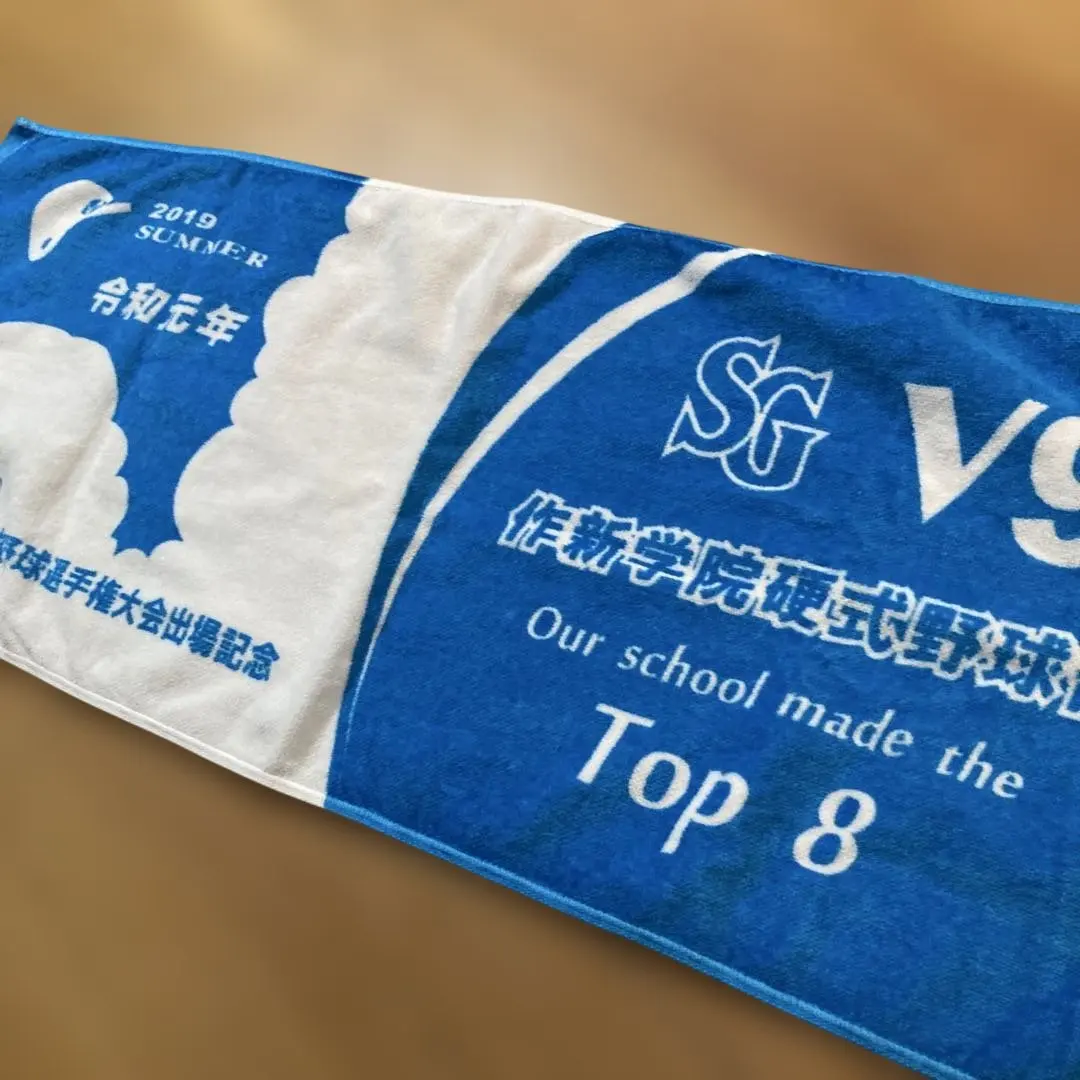 2019
SUMMER
令和元年
野球選手権大会出場記念
SG
V9
作新学院硬式野球
Our school made the
Top 8